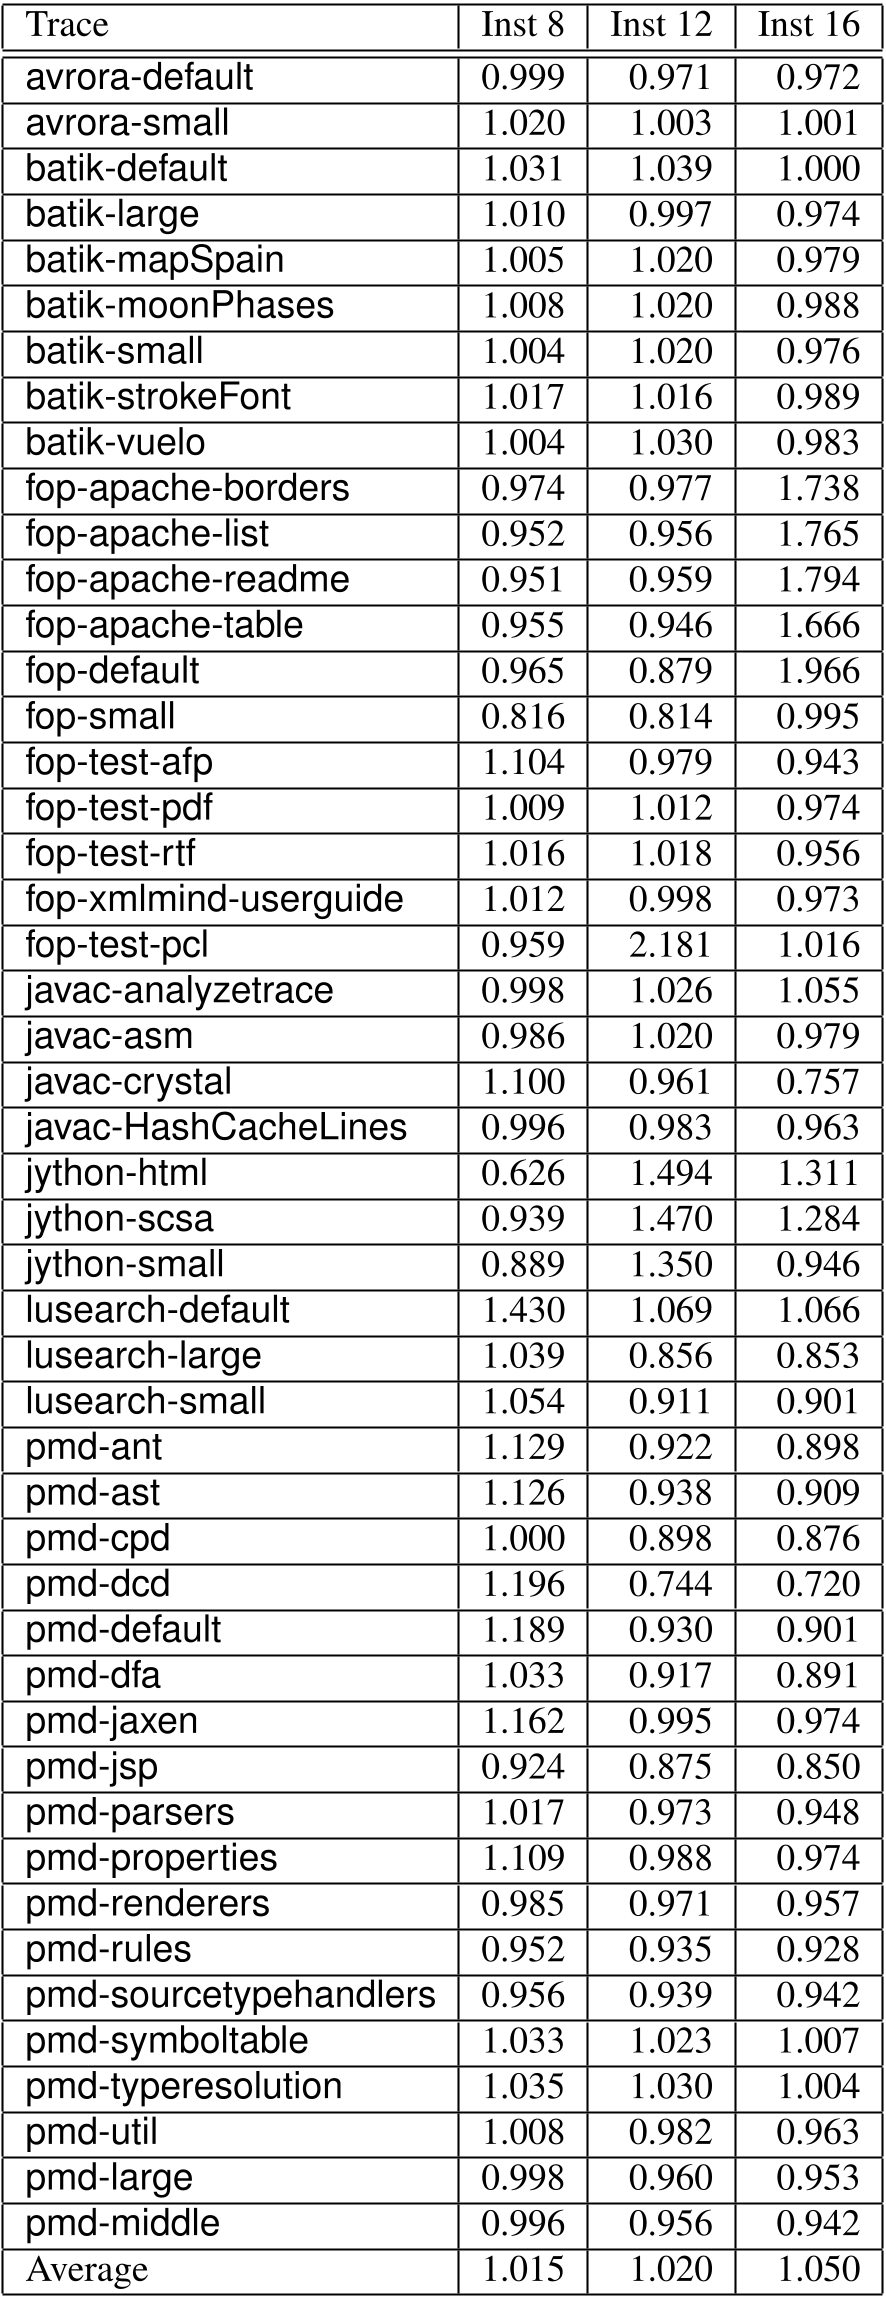 Trace Inst 8 Inst 12 Inst 16
avrora-default 0.999 0.971 0.972
avrora-small 1.020 1.003 1.001
batik-default 1.031 1.039 1.000
batik-large 1.010 0.997 0.974
batik-mapSpain 1.005 1.020 0.979
batik-moonPhases 1.008 1.020 0.988
batik-small 1.004 1.020 0.976
batik-strokeFont 1.017 1.016 0.989
batik-vuelo 1.004 1.030 0.983
fop-apache-borders 0.974 0.977 1.738
fop-apache-list 0.952 0.956 1.765
fop-apache-readme 0.951 0.959 1.794
fop-apache-table 0.955 0.946 1.666
fop-default 0.965 0.879 1.966
fop-small 0.816 0.814 0.995
fop-test-afp 1.104 0.979 0.943
fop-test-pdf 1.009 1.012 0.974
fop-test-rtf 1.016 1.018 0.956
fop-xmlmind-userguide 1.012 0.998 0.973
fop-test-pcl 0.959 2.181 1.016
javac-analyzetrace 0.998 1.026 1.055
javac-asm 0.986 1.020 0.979
javac-crystal 1.100 0.961 0.757
javac-HashCacheLines 0.996 0.983 0.963
jython-html 0.626 1.494 1.311
jython-scsa 0.939 1.470 1.284
jython-small 0.889 1.350 0.946
lusearch-default 1.430 1.069 1.066
lusearch-large 1.039 0.856 0.853
lusearch-small 1.054 0.911 0.901
pmd-ant 1.129 0.922 0.898
pmd-ast 1.126 0.938 0.909
pmd-cpd 1.000 0.898 0.876
pmd-dcd 1.196 0.744 0.720
pmd-default 1.189 0.930 0.901
pmd-dfa 1.033 0.917 0.891
pmd-jaxen 1.162 0.995 0.974
pmd-jsp 0.924 0.875 0.850
pmd-parsers 1.017 0.973 0.948
pmd-properties 1.109 0.988 0.974
pmd-renderers 0.985 0.971 0.957
pmd-rules 0.952 0.935 0.928
pmd-sourcetypehandlers 0.956 0.939 0.942
pmd-symboltable 1.033 1.023 1.007
pmd-typeresolution 1.035 1.030 1.004
pmd-util 1.008 0.982 0.963
pmd-large 0.998 0.960 0.953
pmd-middle 0.996 0.956 0.942
Average 1.015 1.020 1.050